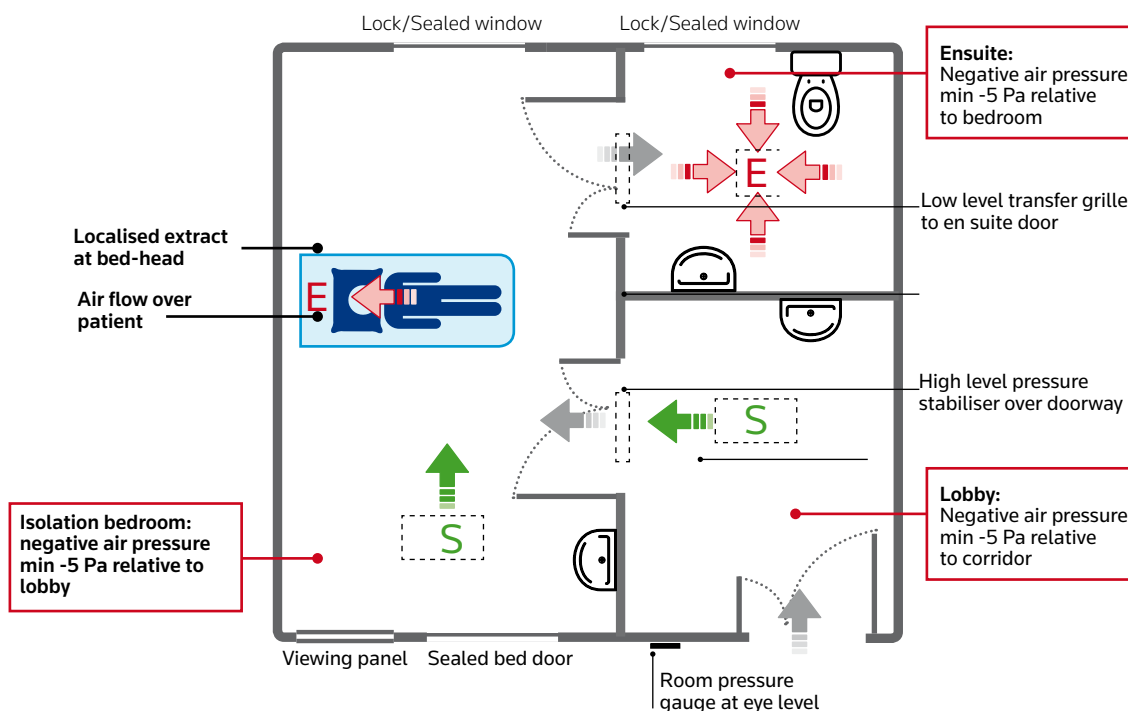 Lock/Sealed window
Lock/Sealed window
Ensuite:
Negative air pressure
min -5 Pa relative
to bedroom
E
Low level transfer grille
to en suite door
Localised extract
at bed-head
Air flow over
patient
E
High level pressure
stabiliser over doorway
S
S
Isolation bedroom:
negative air pressure
min -5 Pa relative to
lobby
Lobby:
Negative air pressure
min -5 Pa relative
to corridor
Viewing panel
Sealed bed door
Room pressure
gauge at eye level